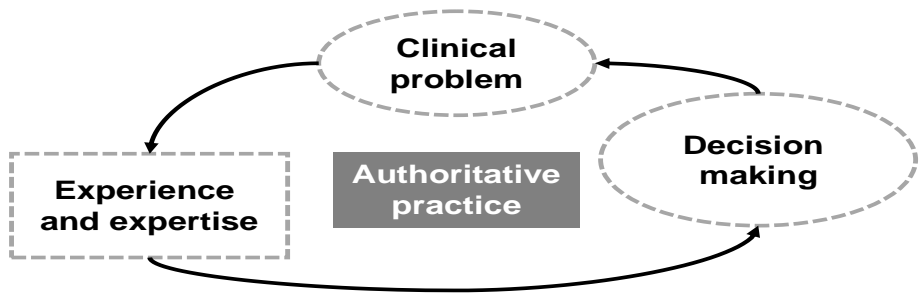 Clinical
problem
Decision
making
Authoritative
practice
Experience
and expertise